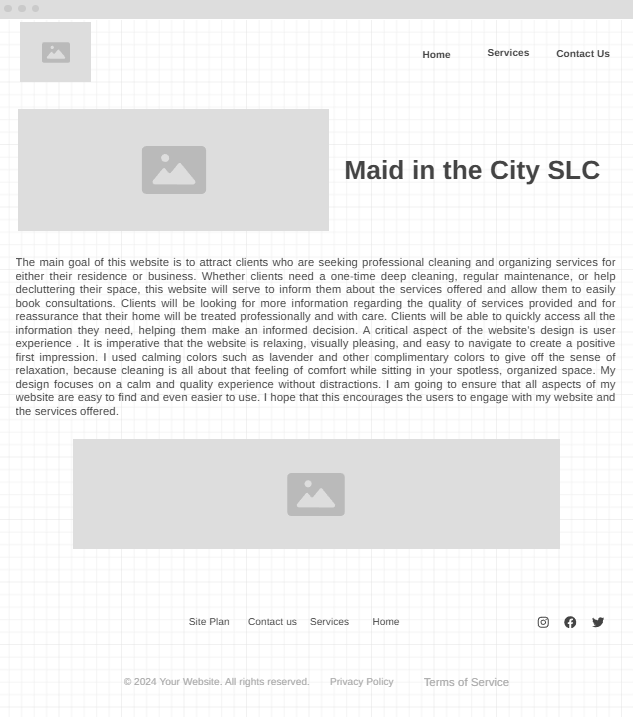 Home Services Contact Us
Maid in the City SLC
The main goal of this website is to attract clients who are seeking professional cleaning and organizing services for
either their residence or business. Whether clients need a one-time deep cleaning, regular maintenance, or help
decluttering their space, this website will serve to inform them about the services offered and allow them to easily
book consultations. Clients will be looking for more information regarding the quality of services provided and for
reassurance that their home will be treated professionally and with care. Clients will be able to quickly access all the
information they need, helping them make an informed decision. A critical aspect of the website's design is user
experience . It is imperative that the website is relaxing, visually pleasing, and easy to navigate to create a positive
first impression. I used calming colors such as lavender and other complimentary colors to give off the sense of
relaxation, because cleaning is all about that feeling of comfort while sitting in your spotless, organized space. My
design focuses on a calm and quality experience without distractions. I am going to ensure that all aspects of my
website are easy to find and even easier to use. I hope that this encourages the users to engage with my website and
the services offered.
Site Plan Contact us Services Home
© 2024 Your Website. All rights reserved. Privacy Policy Terms of Service